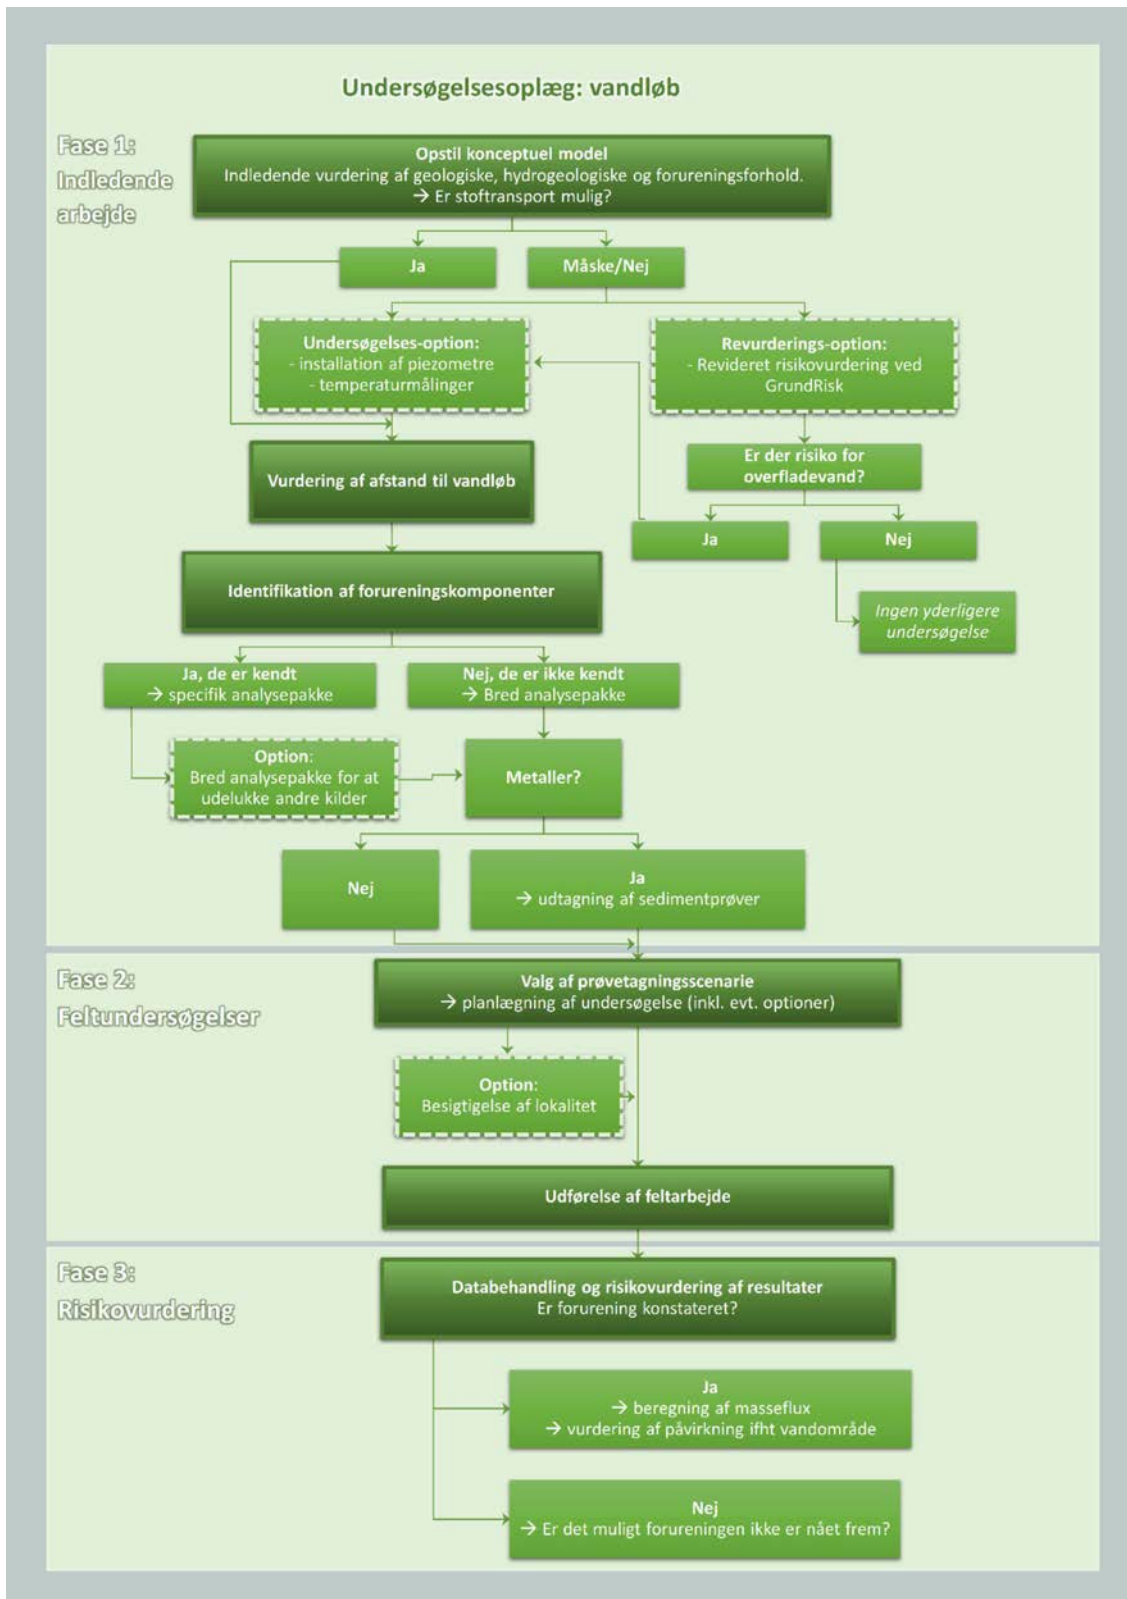 Undersøgelsesoplæg: vandløb
Fase 1:
Indledende
arbejde
Opstil konceptuel model
Indledende vurdering af geologiske, hydrogeologiske og forureningsforhold.
→ Er stoftransport mulig?
Ja
Måske/Nej
Undersøgelses-option:
- installation af piezometre
- temperaturmålinger
Revurderings-option:
- Revideret risikovurdering ved
GrundRisk
Er der risiko for
overfladevand?
Vurdering af afstand til vandløb
Ja
Nej
Identifikation af forureningskomponenter
Ingen yderligere
undersøgelse
Ja, de er kendt
→ specifik analysepakke
Nej, de er ikke kendt
→ Bred analysepakke
Option:
Bred analysepakke for at
udelukke andre kilder
Metaller?
Nej
Ja
→ udtagning af sedimentprøver
Fase 2:
Feltundersøgelser
Valg af prøvetagningsscenarie
→ planlægning af undersøgelse (inkl. evt. optioner)
Option:
Besigtigelse af lokalitet
Udførelse af feltarbejde
Fase 3:
Risikovurdering
Databehandling og risikovurdering af resultater
Er forurening konstateret?
Ja
→ beregning af masseflux
→ vurdering af påvirkning ifht vandområde
Nej
→ Er det muligt forureningen ikke er nået frem?